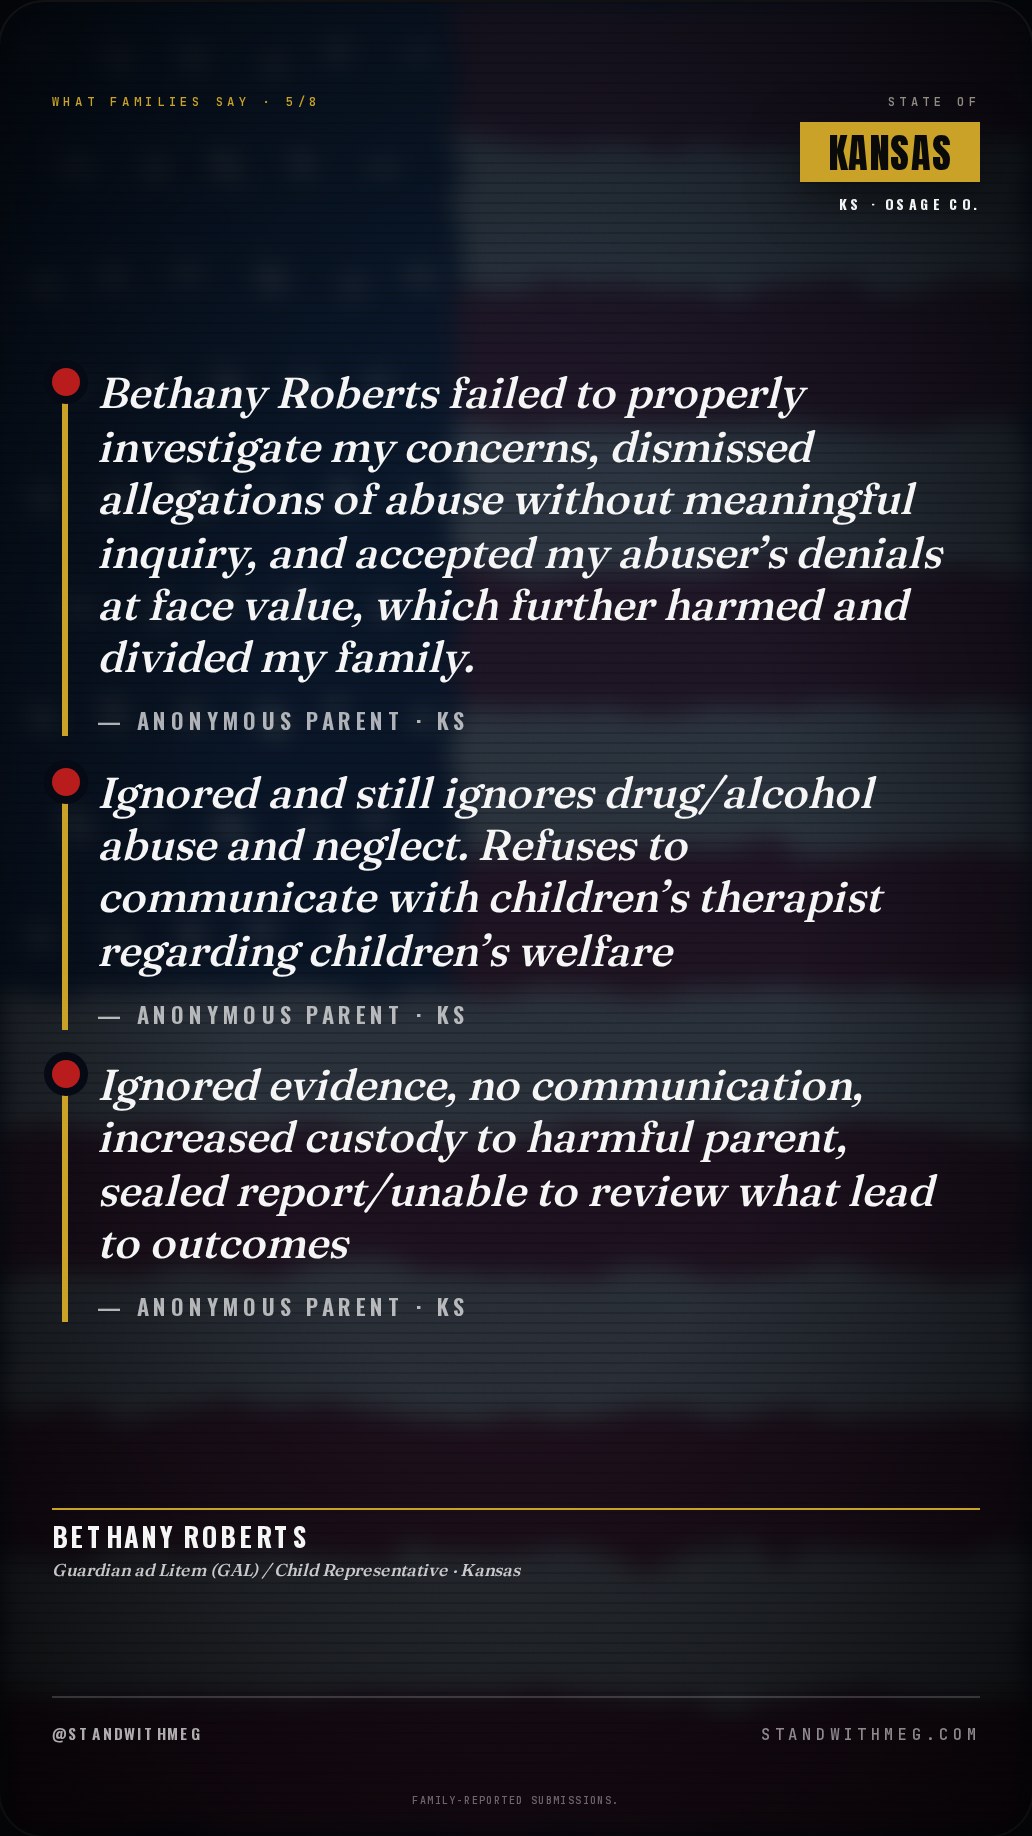 WHAT FAMILIES SAY · 5/8
STATE OF
KANSAS
KS · OSAGE CO.
Bethany Roberts failed to properly
investigate my concerns, dismissed
allegations of abuse without meaningful
inquiry, and accepted my abuser’s denials
at face value, which further harmed and
divided my family.
— ANONYMOUS PARENT · KS
Ignored and still ignores drug/alcohol
abuse and neglect. Refuses to
communicate with children’s therapist
regarding children’s welfare
— ANONYMOUS PARENT · KS
Ignored evidence, no communication,
increased custody to harmful parent,
sealed report/unable to review what lead
to outcomes
— ANONYMOUS PARENT · KS
BETHANY ROBERTS
Guardian ad Litem (GAL) / Child Representative · Kansas
@STANDWITHMEG
STANDWITHMEG.COM
FAMILY-REPORTED SUBMISSIONS.